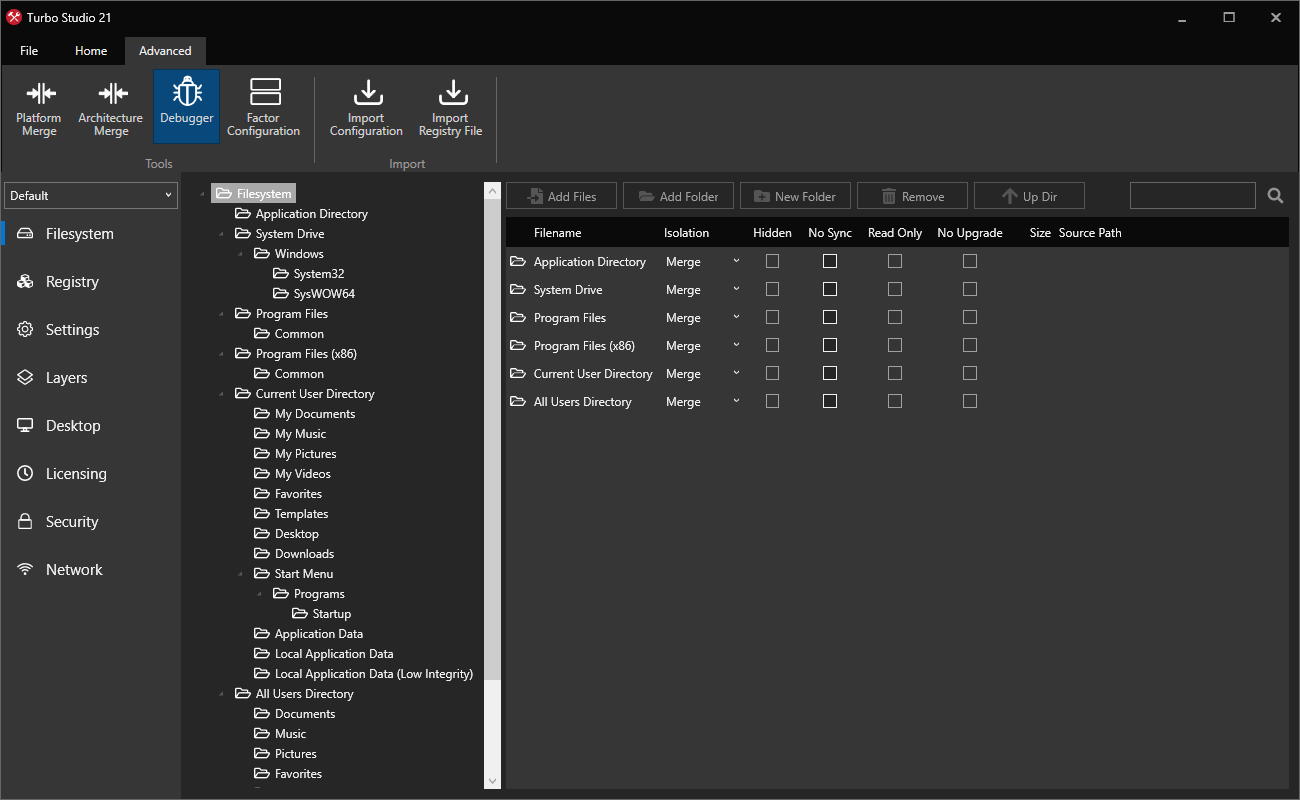 Turbo Studio 21
File Home Advanced
Platform Merge
Architecture Merge
Debugger
Factor Configuration
Import Configuration
Import Registry File
Tools
Import
Default
Filesystem
Registry
Settings
Layers
Desktop
Licensing
Security
Network
Filesystem
Application Directory
System Drive
Windows
System32
SysWOW64
Program Files
Common
Program Files (x86)
Common
Current User Directory
My Documents
My Music
My Pictures
My Videos
Favorites
Templates
Desktop
Downloads
Start Menu
Programs
Startup
Application Data
Local Application Data
Local Application Data (Low Integrity)
All Users Directory
Documents
Music
Pictures
Favorites
Add Files Add Folder New Folder Remove Up Dir
Filename Isolation Hidden No Sync Read Only No Upgrade Size Source Path
Application Directory Merge
System Drive Merge
Program Files Merge
Program Files (x86) Merge
Current User Directory Merge
All Users Directory Merge